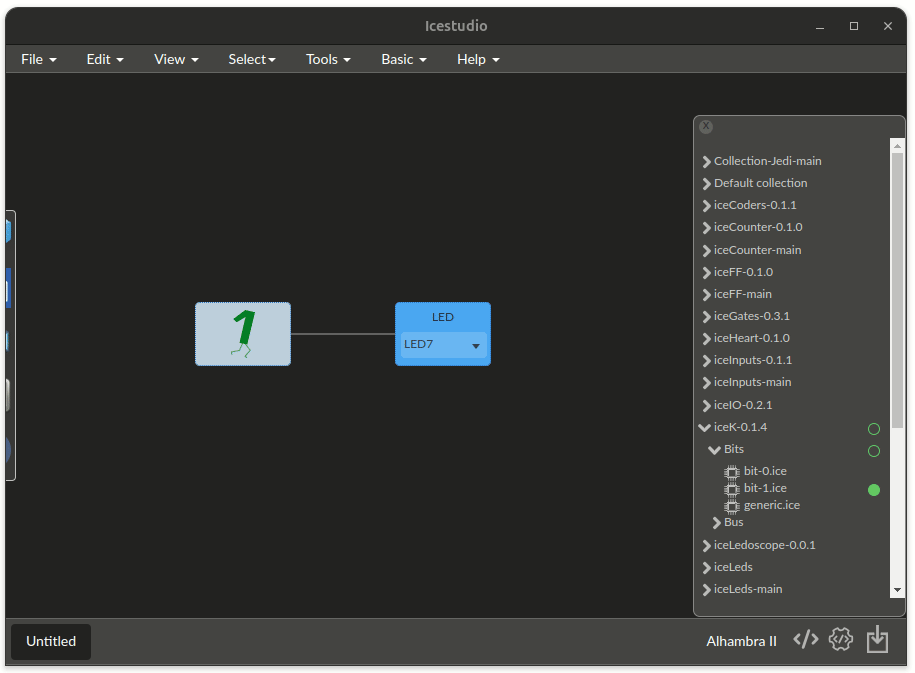 Icestudio
File Edit View Select Tools Basic Help
X
Collection-Jedi-main
Default collection
iceCoders-0.1.1
iceCounter-0.1.0
iceCounter-main
iceFF-0.1.0
iceFF-main
iceGates-0.3.1
iceHeart-0.1.0
iceInputs-0.1.1
iceInputs-main
iceIO-0.2.1
iceK-0.1.4
Bits
bit-0.ice
bit-1.ice
generic.ice
Bus
iceLedoscope-0.0.1
iceLeds
iceLeds-main
1
LED
LED7
Untitled
Alhambra II </>